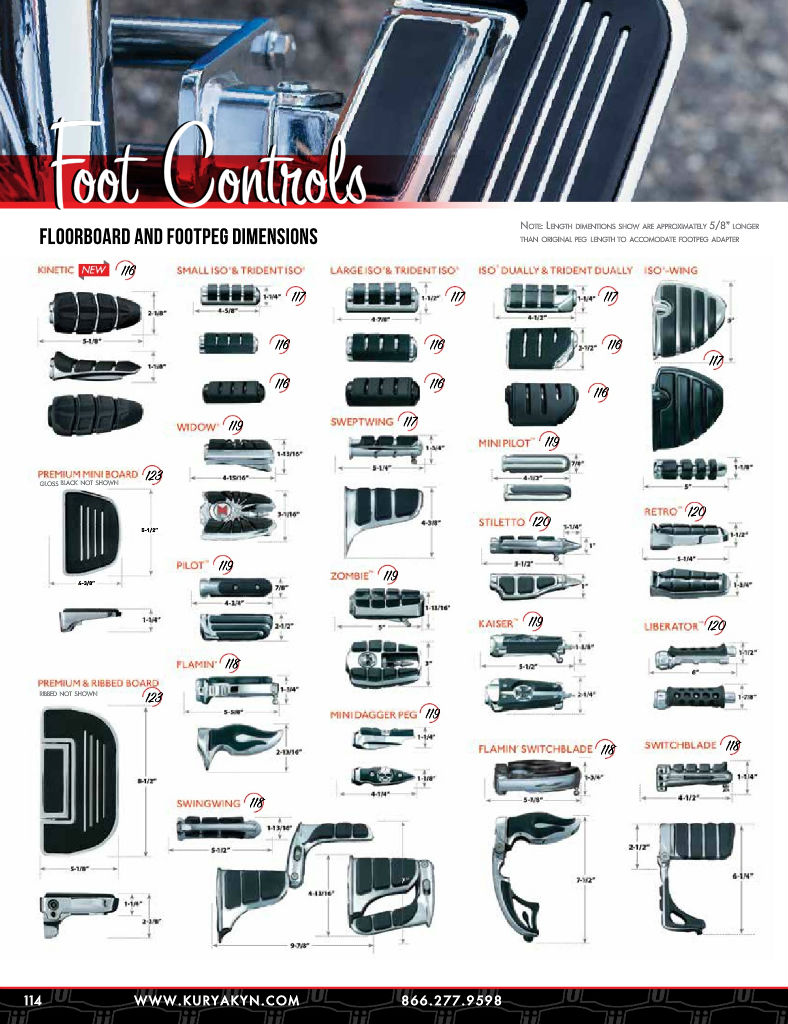 Foot Controls
FLOORBOARD AND FOOTPEG DIMENSIONS
NOTE: LENGTH DIMENTIONS SHOW ARE APPROXIMATELY 5/8" LONGER
THAN ORIGINAL PEG LENGTH TO ACCOMODATE FOOTPEG ADAPTER
KINETIC NEW 116
2-1/8"
5-1/8"
1-1/8"
PREMIUM MINI BOARD 123
GLOSS BLACK NOT SHOWN
5-1/2"
4-3/8"
1-1/4"
PREMIUM & RIBBED BOARD
RIBBED NOT SHOWN 123
8-1/2"
5-1/8"
1-1/4"
2-3/8"
SMALL ISO® & TRIDENT ISO®
1-1/4" 117
4-5/8"
116
116
WIDOW™ 119
1-13/16"
4-15/16"
3-1/16"
PILOT™ 119
7/8"
4-3/4"
2-1/2"
FLAMIN' 118
1-1/4"
5-5/8"
2-13/16"
SWINGWING® 118
1-13/16"
5-1/2"
4-13/16"
9-7/8"
LARGE ISO® & TRIDENT ISO®
1-1/2" 117
4-7/8"
116
116
SWEPTWING™ 117
1-1/4"
5-1/4"
4-3/8"
ZOMBIE™ 119
1-13/16"
5"
3"
MINI DAGGER PEG 119
1-1/4"
1-1/8"
4-1/4"
ISO® DUALLY & TRIDENT DUALLY
1-1/4" 117
4-1/2"
2-1/2" 116
116
MINI PILOT™ 119
7/8"
4-1/2"
STILETTO 120
1-1/4"
1"
5-1/2"
1"
KAISER™ 119
1-5/8"
5-1/2"
2-1/4"
FLAMIN' SWITCHBLADE™ 118
1-3/4"
5-7/8"
7-1/2"
ISO®-WING
5"
117
1-1/8"
5"
RETRO™ 120
1-1/2"
5-1/4"
1-3/4"
LIBERATOR™ 120
1-1/2"
6"
1-7/8"
SWITCHBLADE™ 118
1-1/4"
4-1/2"
2-1/2"
6-1/4"
114 WWW.KURYAKYN.COM 866.277.9598